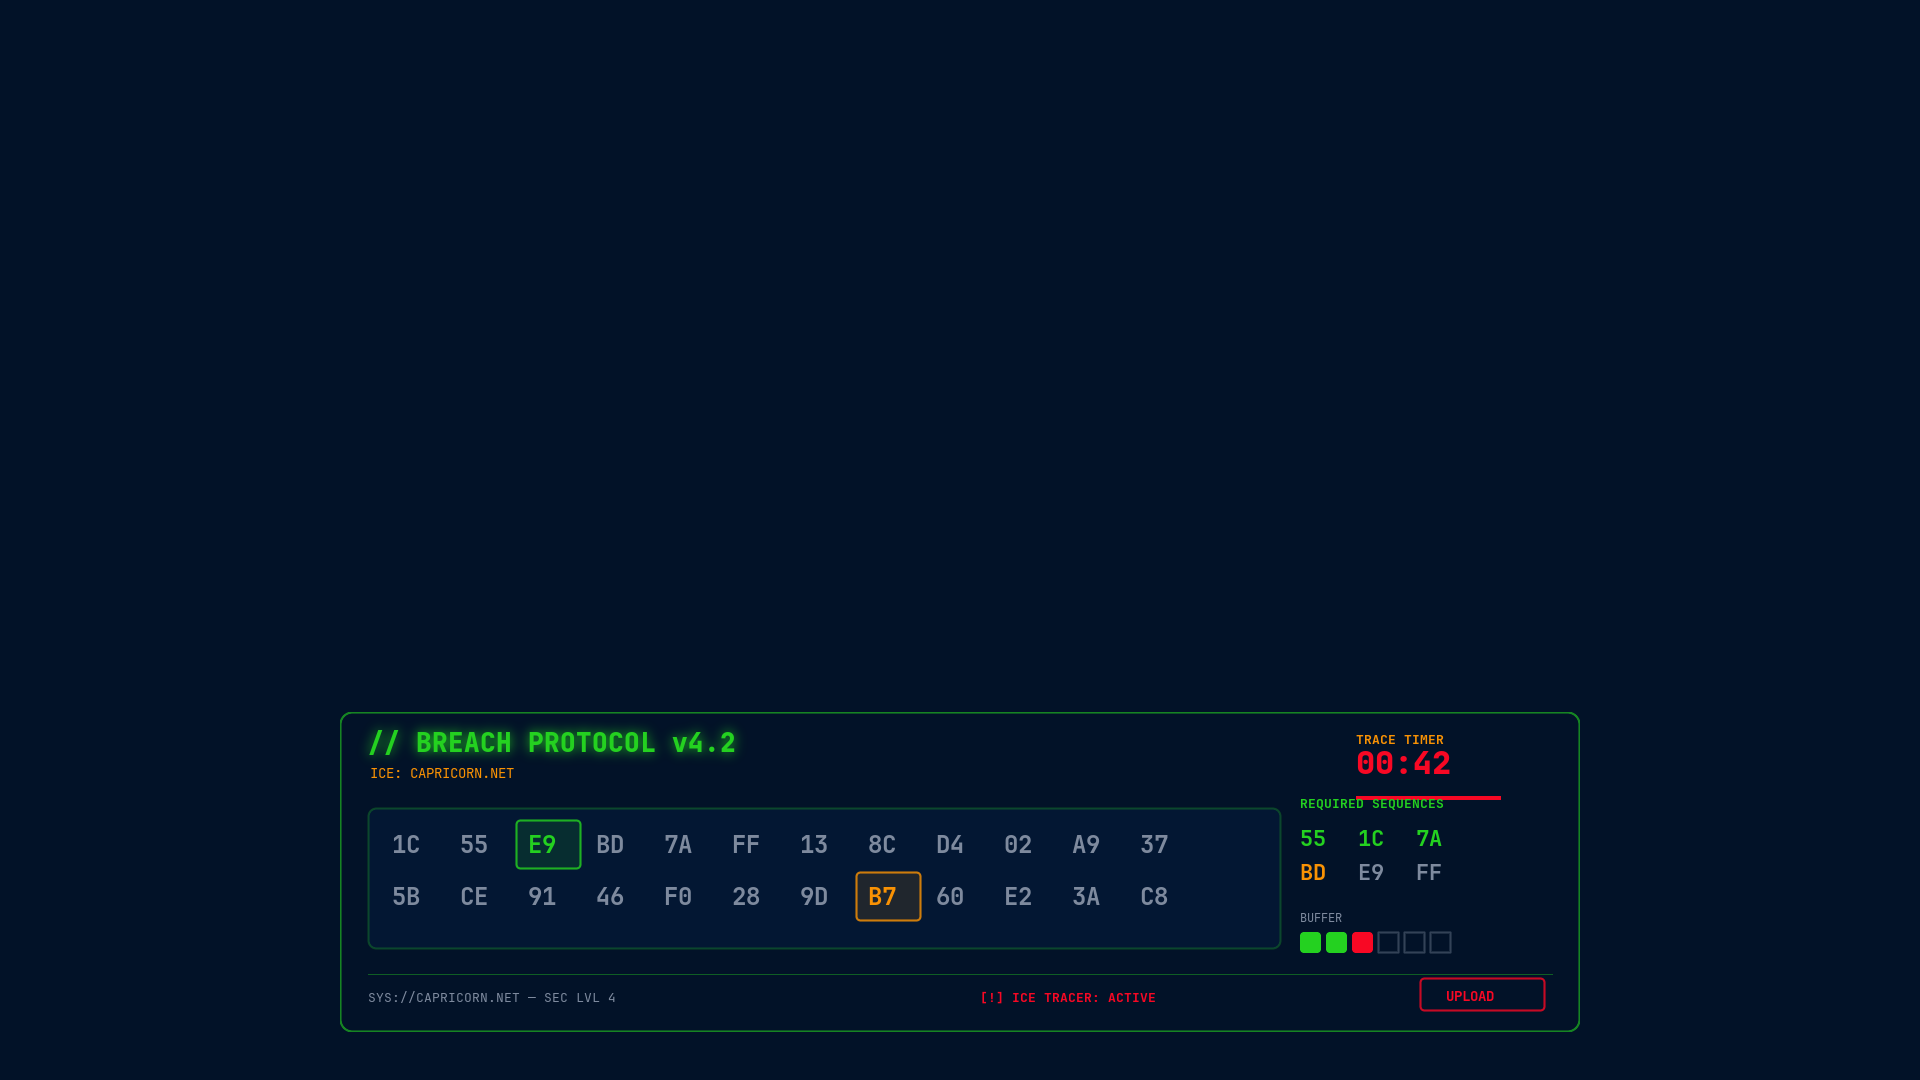 // BREACH PROTOCOL v4.2
ICE: CAPRICORN.NET
TRACE TIMER
00:42
1C 55 E9 BD 7A FF 13 8C D4 02 A9 37
5B CE 91 46 F0 28 9D B7 60 E2 3A C8
REQUIRED SEQUENCES
55 1C 7A
BD E9 FF
BUFFER
SYS://CAPRICORN.NET — SEC LVL 4
[!] ICE TRACER: ACTIVE
UPLOAD